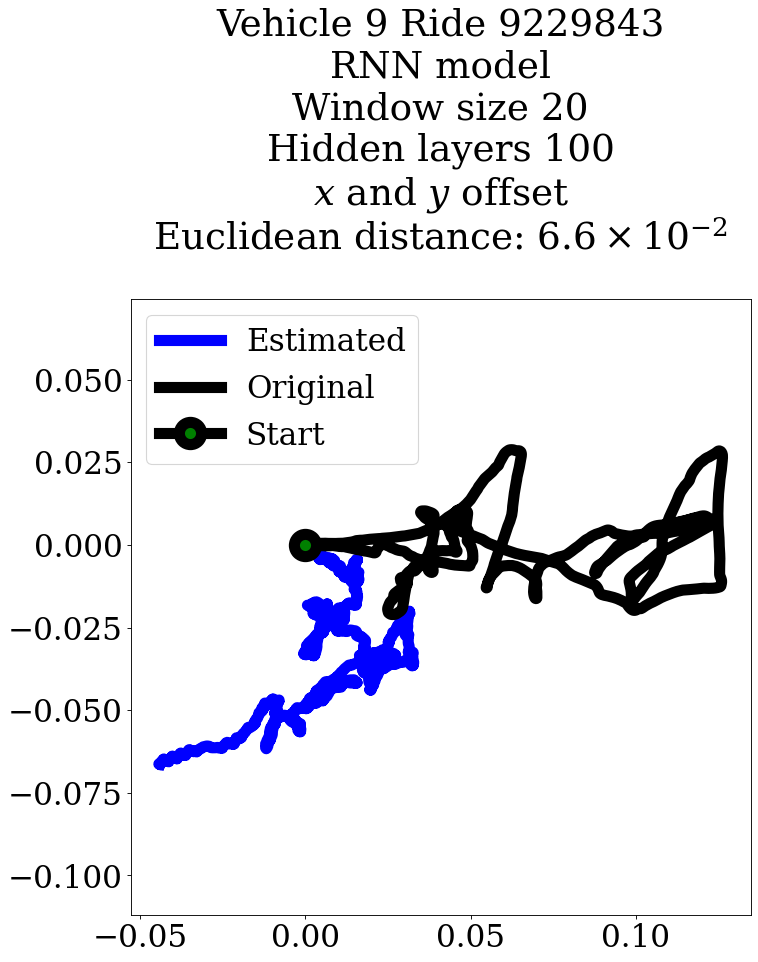 Vehicle 9 Ride 9229843
RNN model
Window size 20
Hidden layers 100
x and y offset
Euclidean distance: 6.6 × 10⁻²
Estimated
Original
Start
0.050
0.025
0.000
−0.025
−0.050
−0.075
−0.100
−0.05 0.00 0.05 0.10